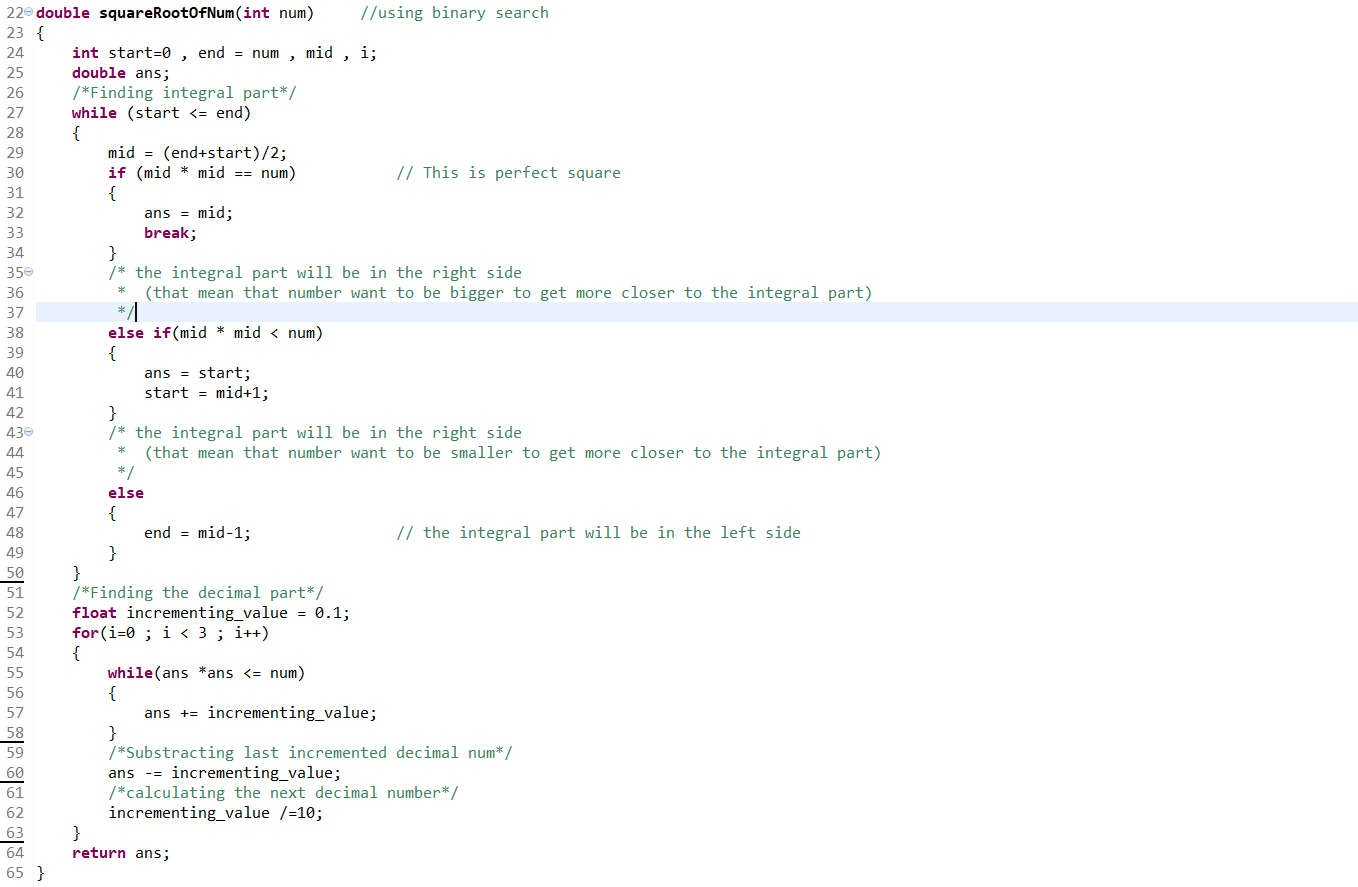 22 double squareRootOfNum(int num)     //using binary search
23 {
24     int start=0 , end = num , mid , i;
25     double ans;
26     /*Finding integral part*/
27     while (start <= end)
28     {
29         mid = (end+start)/2;
30         if (mid * mid == num)           // This is perfect square
31         {
32             ans = mid;
33             break;
34         }
35         /* the integral part will be in the right side
36          *  (that mean that number want to be bigger to get more closer to the integral part)
37          */
38         else if(mid * mid < num)
39         {
40             ans = start;
41             start = mid+1;
42         }
43         /* the integral part will be in the right side
44          *  (that mean that number want to be smaller to get more closer to the integral part)
45          */
46         else
47         {
48             end = mid-1;                // the integral part will be in the left side
49         }
50     }
51     /*Finding the decimal part*/
52     float incrementing_value = 0.1;
53     for(i=0 ; i < 3 ; i++)
54     {
55         while(ans *ans <= num)
56         {
57             ans += incrementing_value;
58         }
59         /*Substracting last incremented decimal num*/
60         ans -= incrementing_value;
61         /*calculating the next decimal number*/
62         incrementing_value /=10;
63     }
64     return ans;
65 }